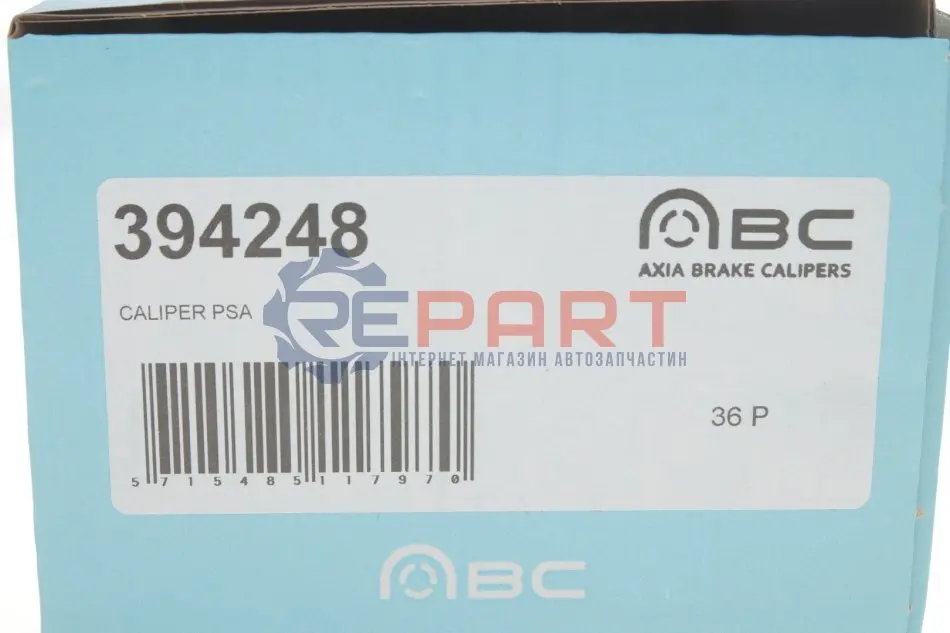 394248
ABC
AXIA BRAKE CALIPERS
CALIPER PSA
REPART
ІНТЕРНЕТ МАГАЗИН АВТОЗАПЧАСТИН
36 P
5715485117970
ABC